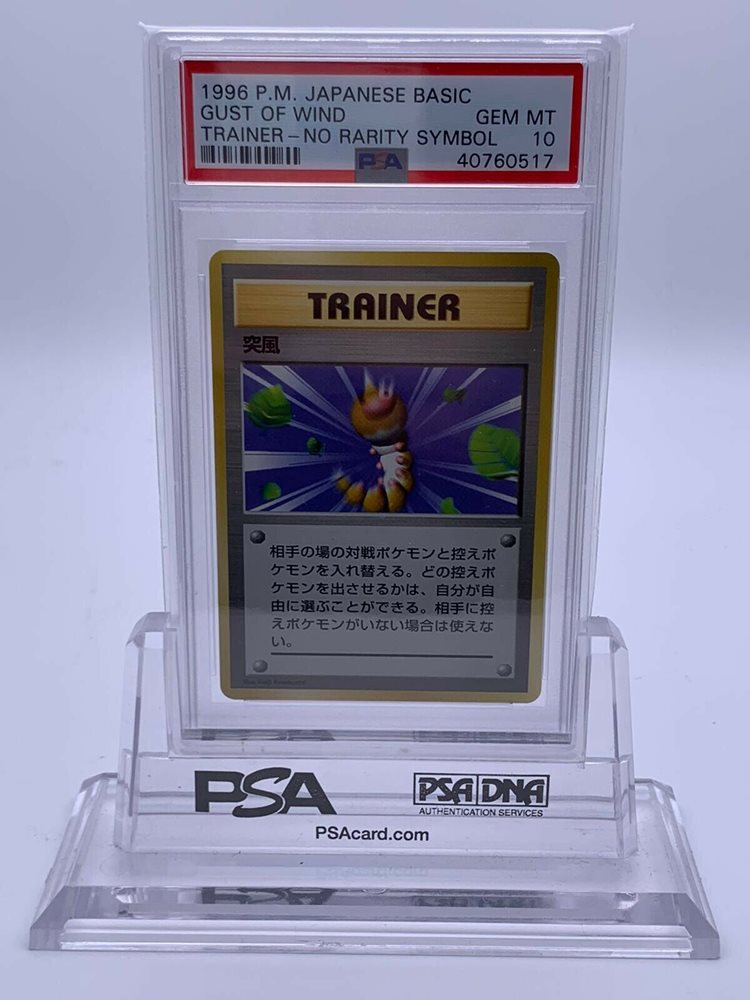 1996 P.M. JAPANESE BASIC
GUST OF WIND GEM MT
TRAINER - NO RARITY SYMBOL 10
PSA 40760517
TRAINER
突風
相手の場の対戦ポケモンと控えポ
ケモンを入れ替える。どの控えポ
ケモンを出させるかは、自分が自
由に選ぶことができる。相手に控
えポケモンがいない場合は使えな
い。
PSA
PSA DNA
AUTHENTICATION SERVICES
PSAcard.com